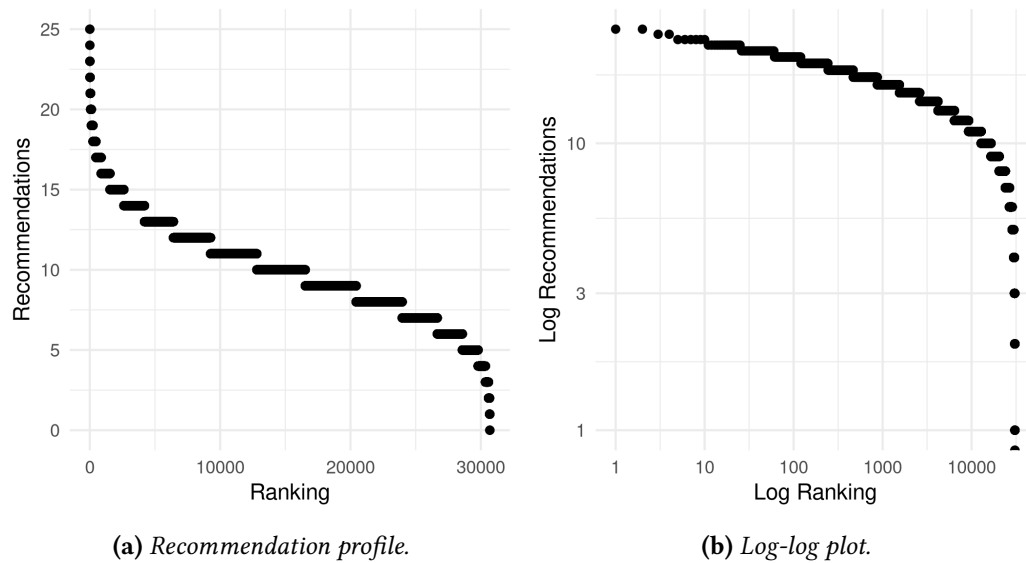 25
20
15
10
5
0
Recommendations
0 10000 20000 30000
Ranking
(a) Recommendation profile.
10
3
1
Log Recommendations
1 10 100 1000 10000
Log Ranking
(b) Log-log plot.